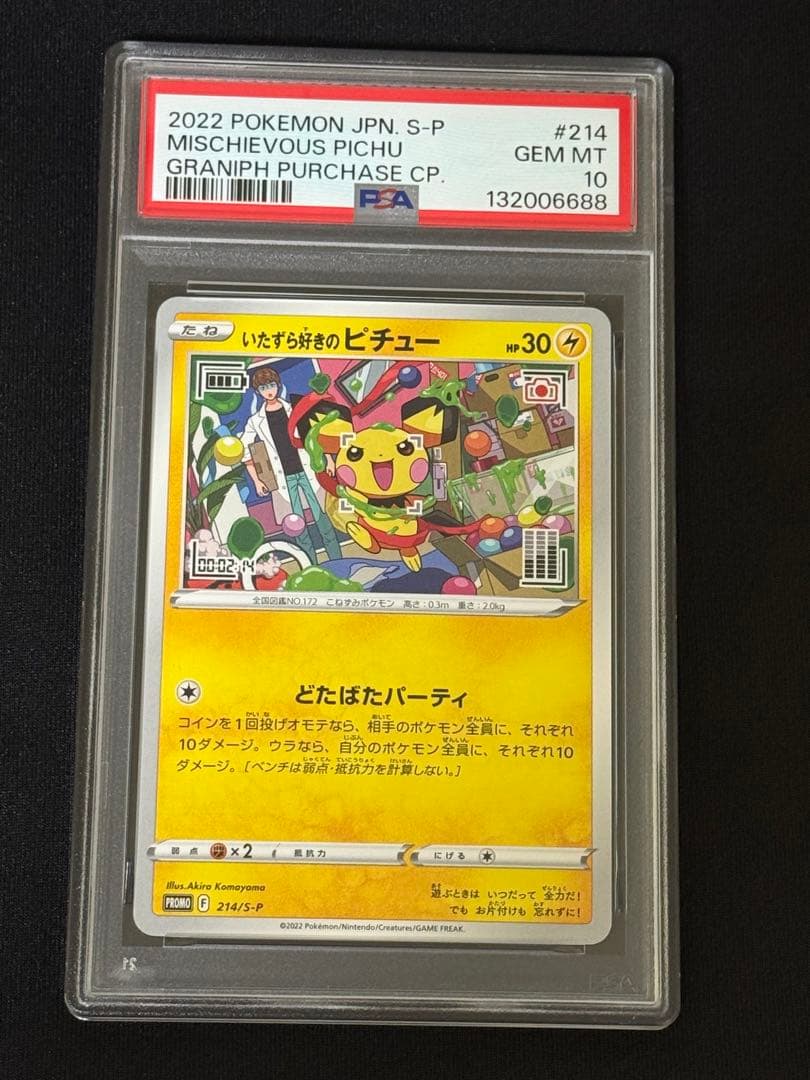 2022 POKEMON JPN. S-P #214
MISCHIEVOUS PICHU GEM MT
GRANIPH PURCHASE CP. 10
PSA 132006688
たね いたずら好きのピチュー HP30
00:02:14
全国図鑑NO.172 こねずみポケモン 高さ:0.3m 重さ:2.0kg
どたばたパーティ
コインを1回投げオモテなら、相手のポケモン全員に、それぞれ
10ダメージ。ウラなら、自分のポケモン全員に、それぞれ10
ダメージ。[ベンチは弱点・抵抗力を計算しない。]
弱点 ×2 抵抗力 にげる
Illus.Akira Komayama
遊ぶときは いつだって 全力だ!
PROMO F 214/S-P
でも お片付けも 忘れずに!
©2022 Pokémon/Nintendo/Creatures/GAME FREAK.